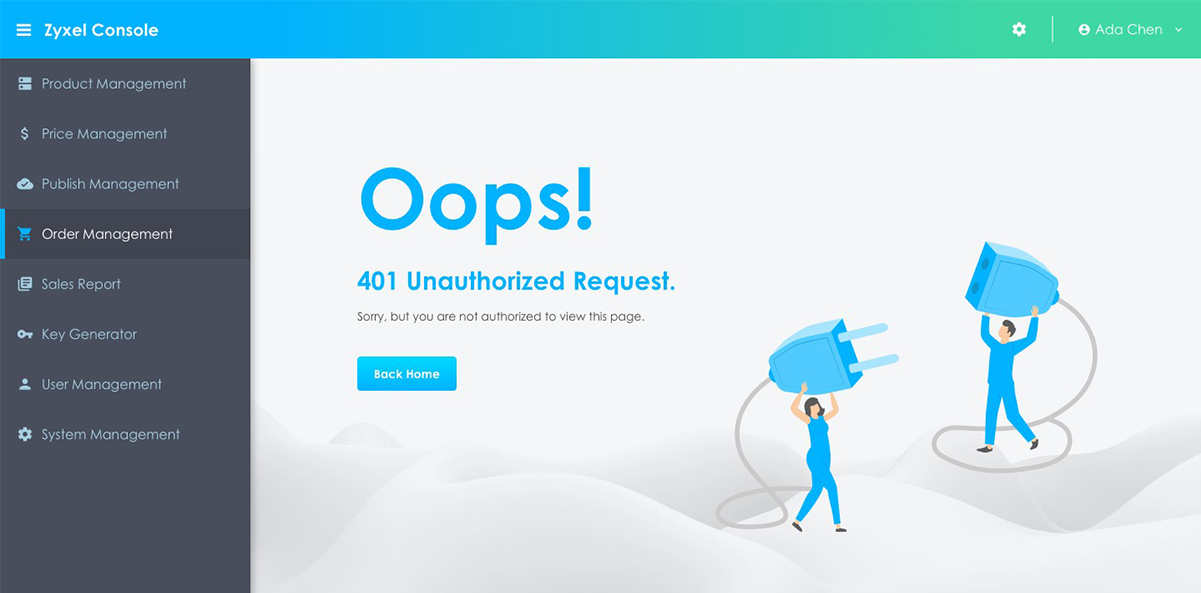 Zyxel Console
Ada Chen
Product Management
Price Management
Publish Management
Order Management
Sales Report
Key Generator
User Management
System Management
Oops!
401 Unauthorized Request.
Sorry, but you are not authorized to view this page.
Back Home